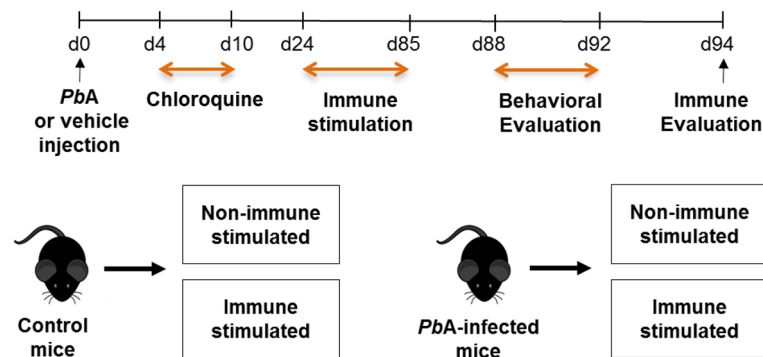 d0 d4 d10 d24 d85 d88 d92 d94
PbA
or vehicle
injection
Chloroquine
Immune
stimulation
Behavioral
Evaluation
Immune
Evaluation
Control
mice
Non-immune
stimulated
Immune
stimulated
PbA-infected
mice
Non-immune
stimulated
Immune
stimulated